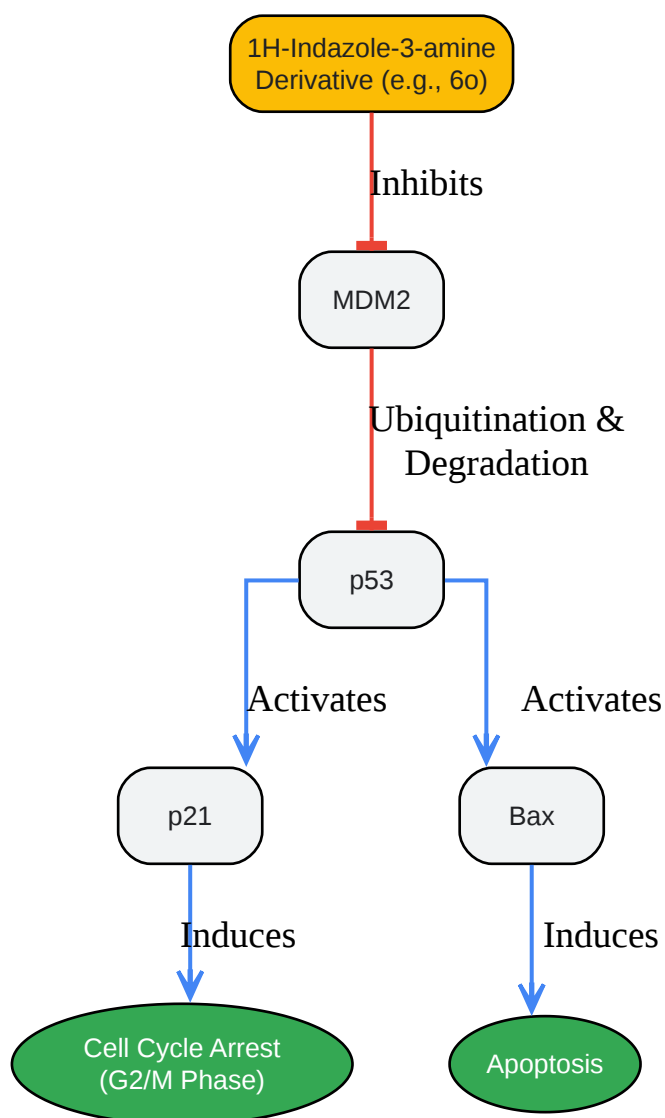 1H-Indazole-3-amine
Derivative (e.g., 6o)
Inhibits
MDM2
Ubiquitination &
Degradation
p53
Activates
Activates
p21
Bax
Induces
Induces
Cell Cycle Arrest
(G2/M Phase)
Apoptosis